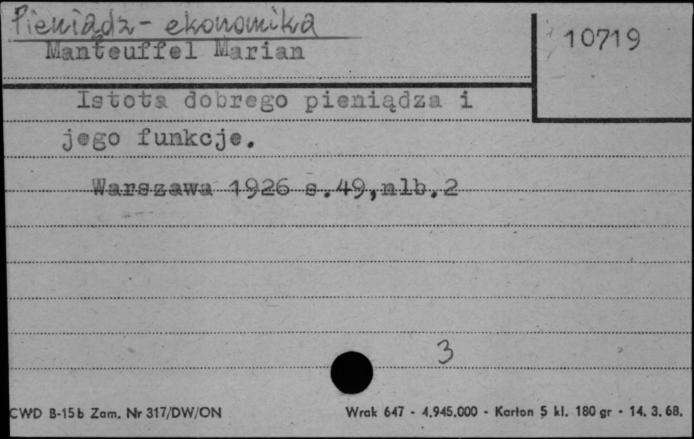 Pieniądz - ekonomika
Manteuffel Marian
10719
Istota dobrego pieniądza i
jego funkcje.
Warszawa 1926 s.49,nlb.2
3
CWD B-15b Zam. Nr 317/DW/ON
Wrak 647 - 4.945.000 - Karton 5 kl. 180 gr - 14. 3. 68.